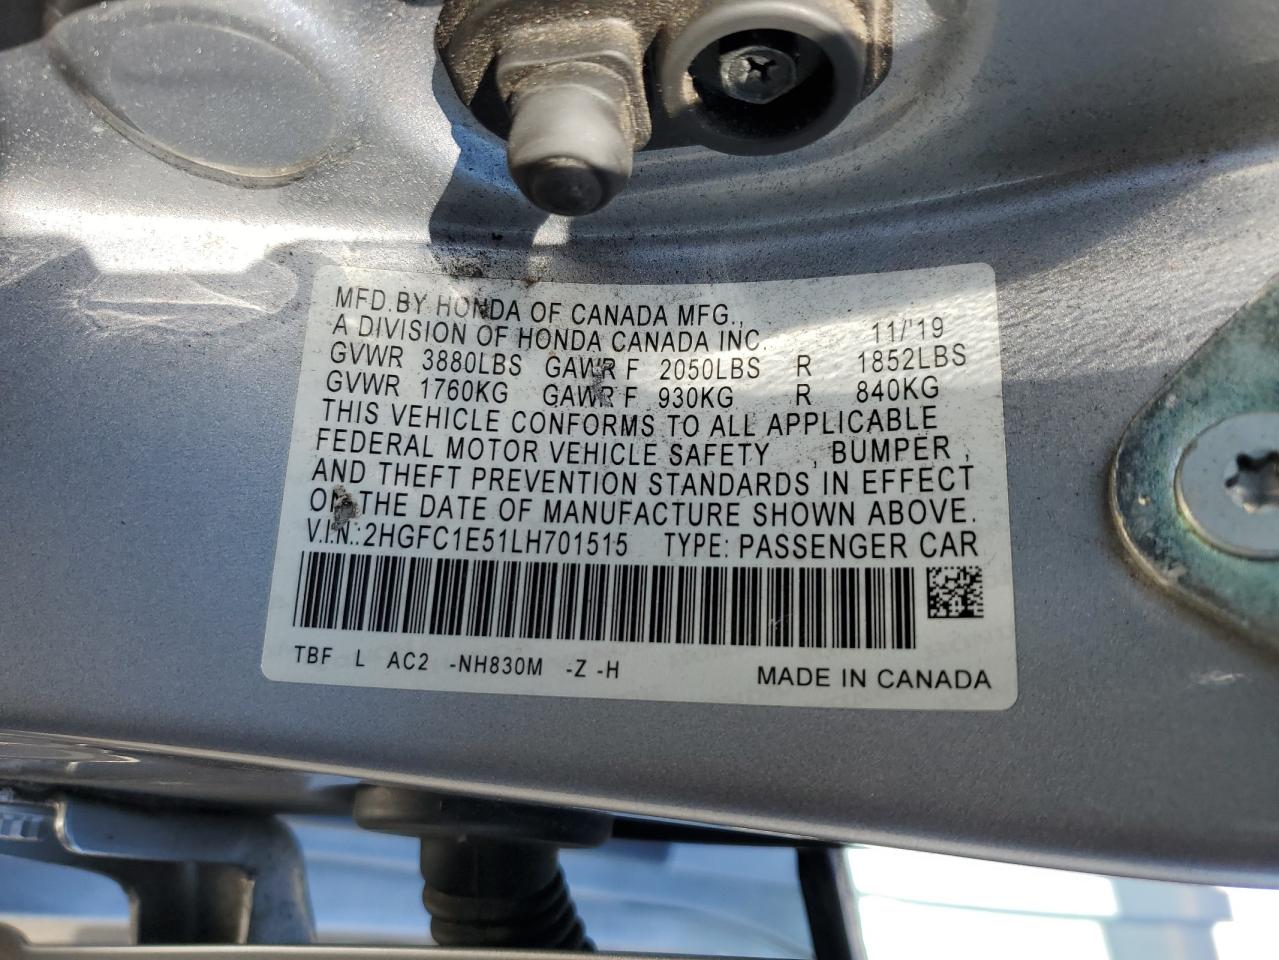 MFD. BY HONDA OF CANADA MFG.,
A DIVISION OF HONDA CANADA INC. 11/'19
GVWR 3880LBS GAWR F 2050LBS R 1852LBS
GVWR 1760KG GAWR F 930KG R 840KG
THIS VEHICLE CONFORMS TO ALL APPLICABLE
FEDERAL MOTOR VEHICLE SAFETY , BUMPER ,
AND THEFT PREVENTION STANDARDS IN EFFECT
ON THE DATE OF MANUFACTURE SHOWN ABOVE.
V.I.N.: 2HGFC1E51LH701515 TYPE: PASSENGER CAR
TBF L AC2 -NH830M -Z -H MADE IN CANADA